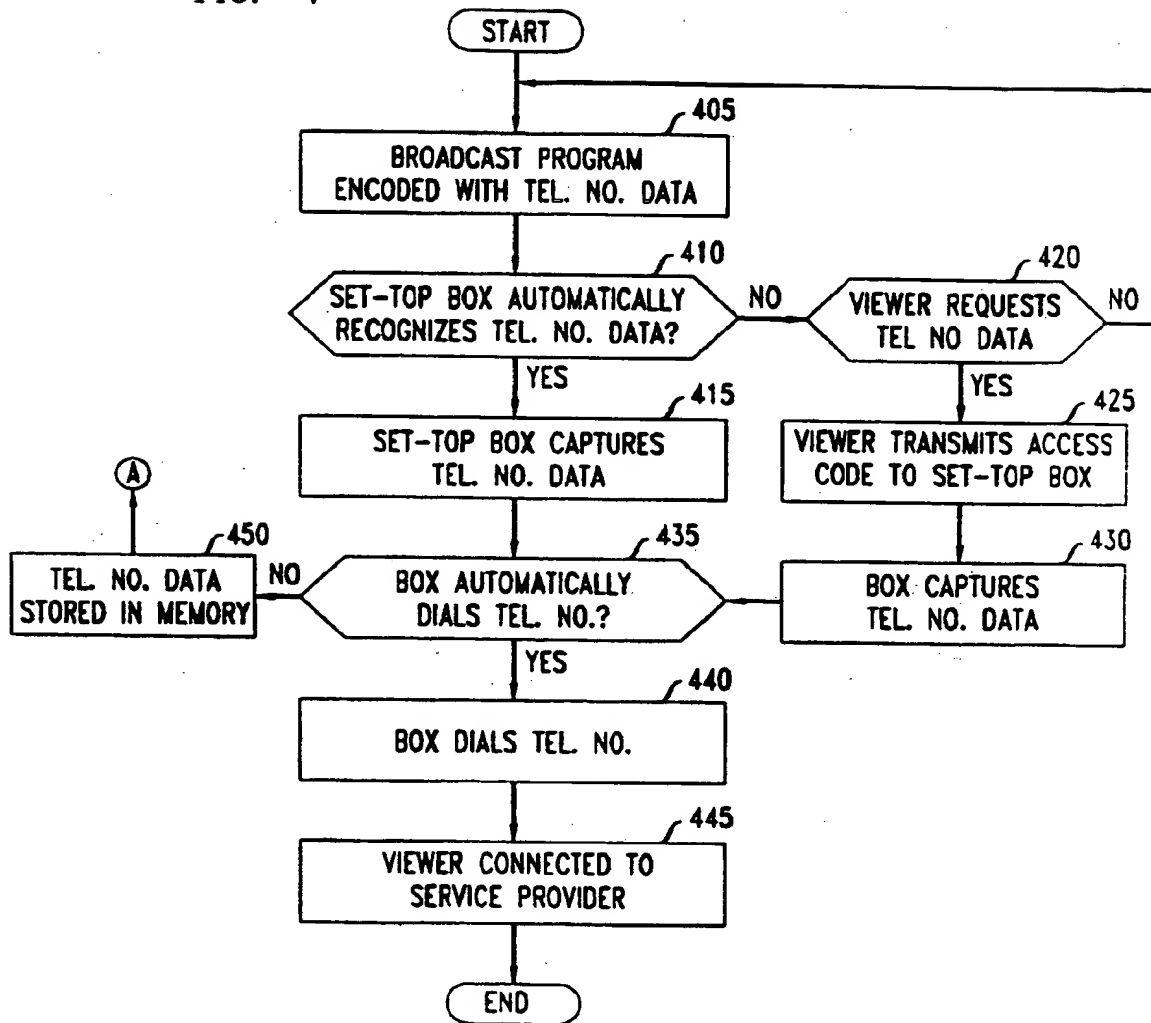 START
405
BROADCAST PROGRAM
ENCODED WITH TEL. NO. DATA
410
SET-TOP BOX AUTOMATICALLY
RECOGNIZES TEL. NO. DATA?
NO
420
VIEWER REQUESTS
TEL NO DATA
NO
YES
YES
415
SET-TOP BOX CAPTURES
TEL. NO. DATA
425
VIEWER TRANSMITS ACCESS
CODE TO SET-TOP BOX
A
450
TEL. NO. DATA
STORED IN MEMORY
NO
435
BOX AUTOMATICALLY
DIALS TEL. NO.?
430
BOX CAPTURES
TEL. NO. DATA
YES
440
BOX DIALS TEL. NO.
445
VIEWER CONNECTED TO
SERVICE PROVIDER
END